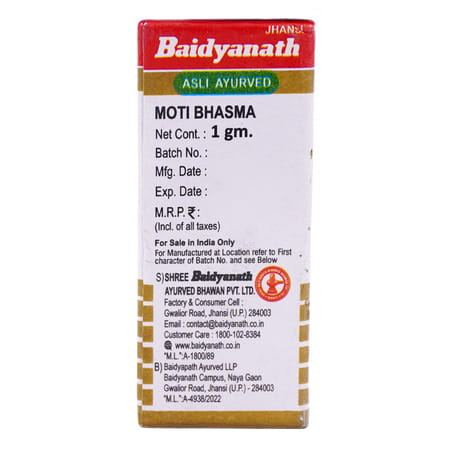 JHANSI
Baidyanath
ASLI AYURVED
MOTI BHASMA
Net Cont. : 1 gm.
Batch No. :
Mfg. Date :
Exp. Date :
M.R.P. ₹ :
(Incl. of all taxes)
For Sale in India Only
For Manufactured at Location refer to First
character of Batch No. and see Below
S) SHREE Baidyanath
AYURVED BHAWAN PVT. LTD.
Factory & Consumer Cell :
Gwalior Road, Jhansi (U.P.) 284003
Email : contact@baidyanath.co.in
Customer Care : 1800-102-8384
www.baidyanath.co.in
"M.L.":A-1800/89
B) Baidyapath Ayurved LLP
Baidyanath Campus, Naya Gaon
Gwalior Road, Jhansi (U.P.) - 284003
"M.L.":A-4938/2022